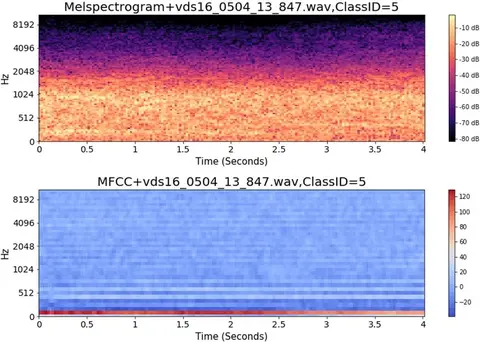 Melspectrogram+vds16_0504_13_847.wav,ClassID=5
Hz
8192
4096
2048
1024
512
0
0 0.5 1 1.5 2 2.5 3 3.5 4
Time (Seconds)
-10 dB
-20 dB
-30 dB
-40 dB
-50 dB
-60 dB
-70 dB
-80 dB
MFCC+vds16_0504_13_847.wav,ClassID=5
Hz
8192
4096
2048
1024
512
0
0 0.5 1 1.5 2 2.5 3 3.5 4
Time (Seconds)
120
100
80
60
40
20
0
−20